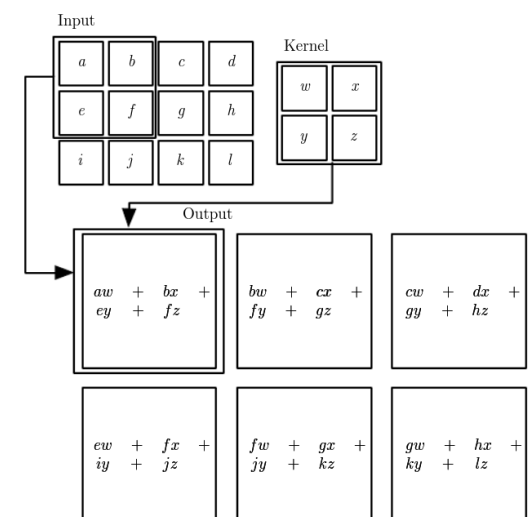 Input
a b c d
e f g h
i j k l
Kernel
w x
y z
Output
aw + bx +
ey + fz
bw + cx +
fy + gz
cw + dx +
gy + hz
ew + fx +
iy + jz
fw + gx +
jy + kz
gw + hx +
ky + lz